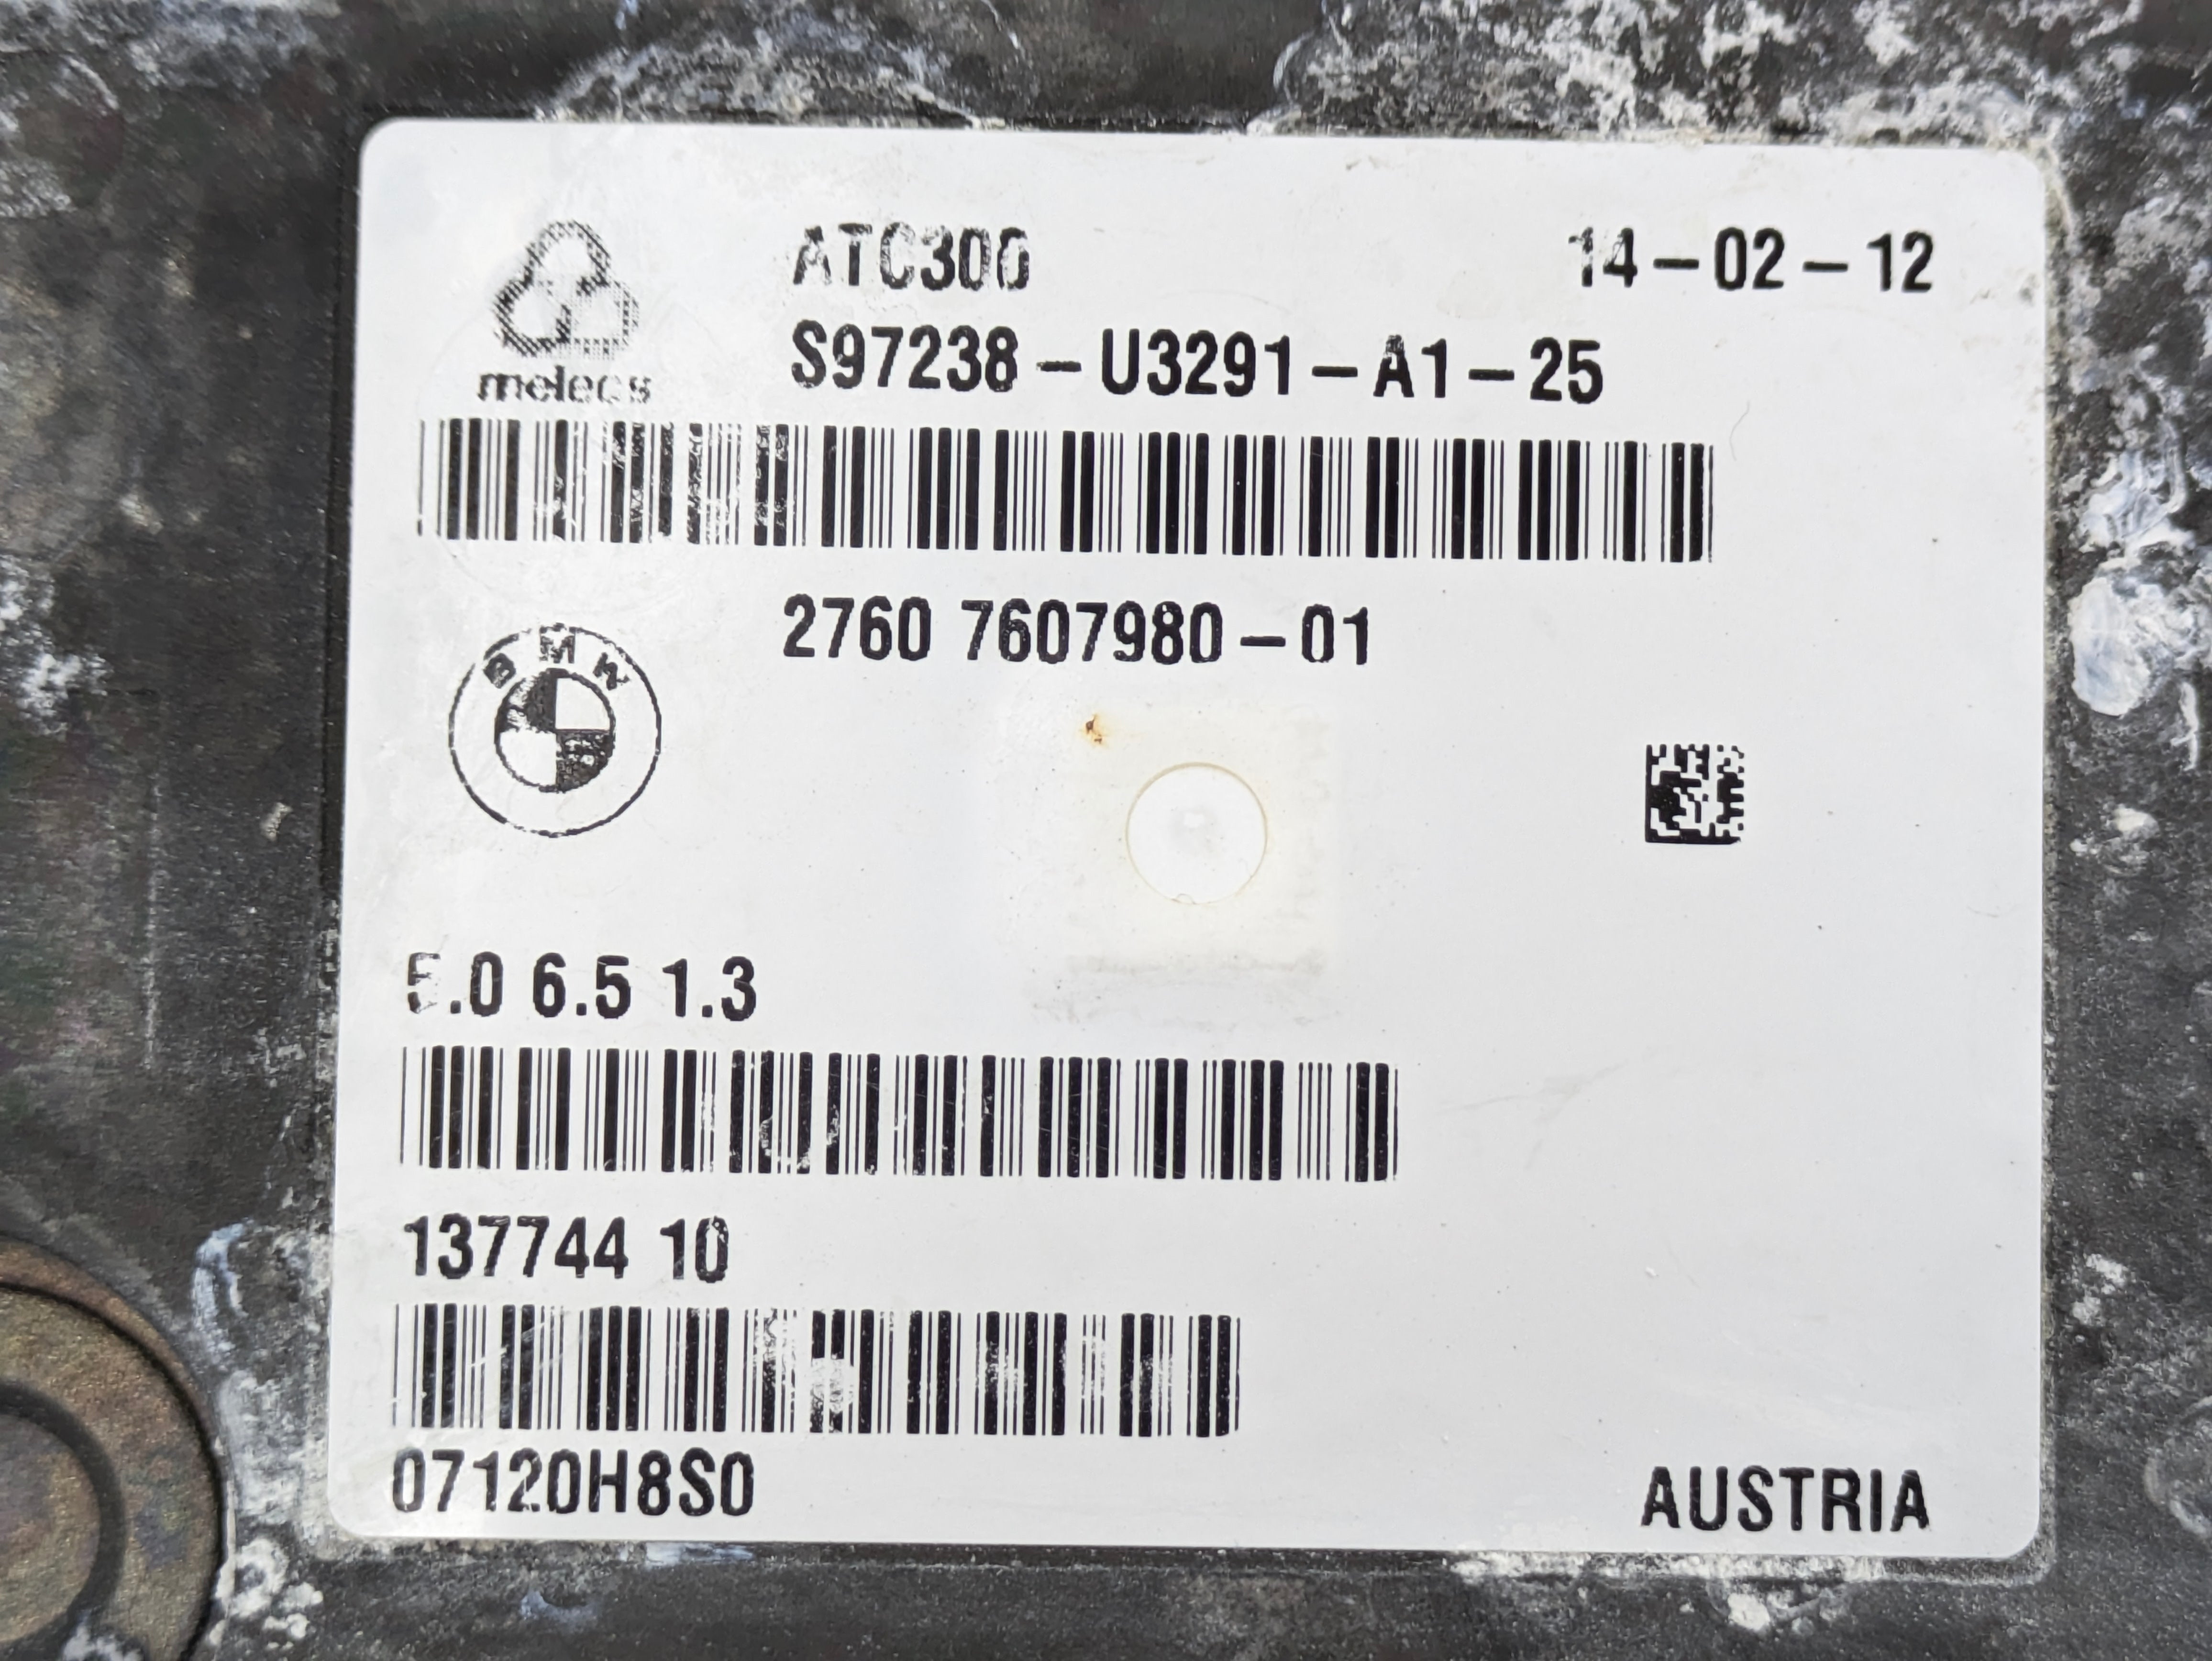 ATC300 14-02-12
melecs S97238-U3291-A1-25
2760 7607980-01
BMW
5.0 6.5 1.3
137744 10
07120H8S0 AUSTRIA